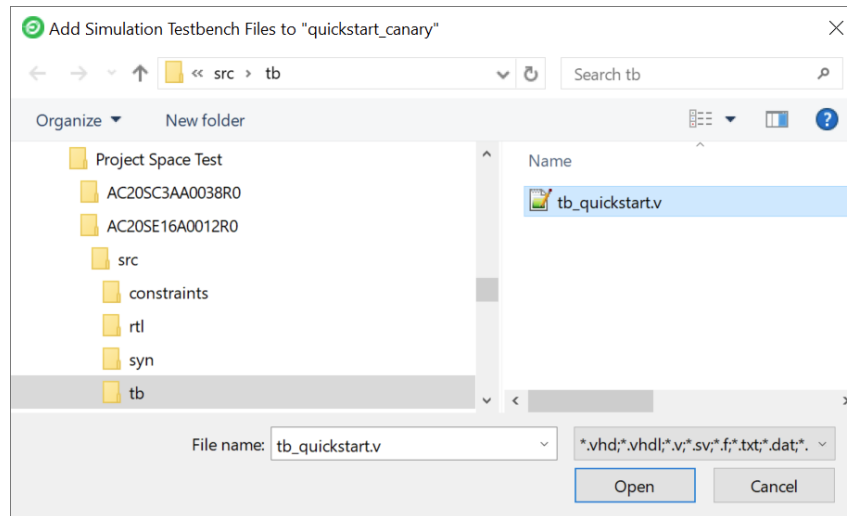 Add Simulation Testbench Files to "quickstart_canary"
« src › tb
Search tb
Organize
New folder
Project Space Test
AC20SC3AA0038R0
AC20SE16A0012R0
src
constraints
rtl
syn
tb
Name
tb_quickstart.v
File name: tb_quickstart.v
*.vhd;*.vhdl;*.v;*.sv;*.f;*.txt;*.dat;*.
Open Cancel